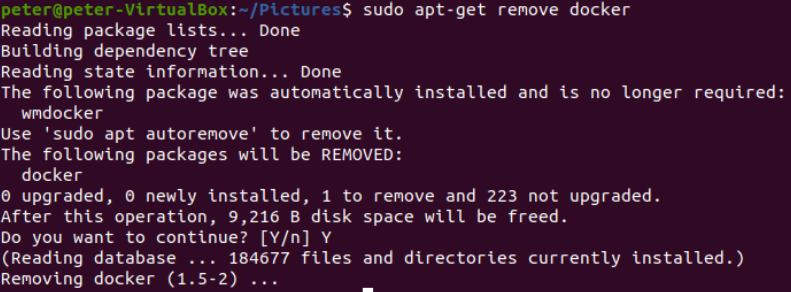 peter@peter-VirtualBox:~/Pictures$ sudo apt-get remove docker
Reading package lists... Done
Building dependency tree
Reading state information... Done
The following package was automatically installed and is no longer required:
  wmdocker
Use 'sudo apt autoremove' to remove it.
The following packages will be REMOVED:
  docker
0 upgraded, 0 newly installed, 1 to remove and 223 not upgraded.
After this operation, 9,216 B disk space will be freed.
Do you want to continue? [Y/n] Y
(Reading database ... 184677 files and directories currently installed.)
Removing docker (1.5-2) ...